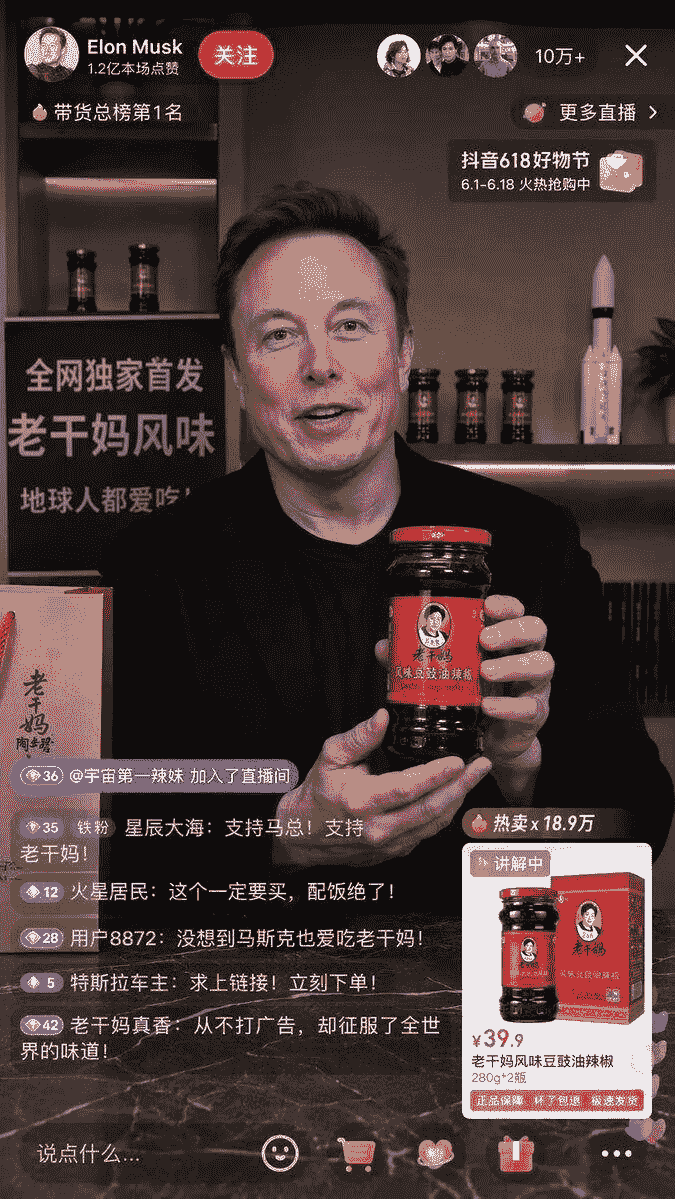 Elon Musk
1.2亿本场点赞
关注
10万+
带货总榜第1名
更多直播
抖音618好物节
6.1-6.18 火热抢购中
全网独家首发
老干妈风味
地球人都爱吃!
老干妈
老干妈
风味豆豉油辣椒
36 @宇宙第一辣妹 加入了直播间
35 铁粉 星辰大海：支持马总！支持
老干妈！
12 火星居民：这个一定要买，配饭绝了！
28 用户8872：没想到马斯克也爱吃老干妈！
5 特斯拉车主：求上链接！立刻下单！
42 老干妈真香：从不打广告，却征服了全世
界的味道！
热卖 x 18.9万
讲解中
老干妈
¥39.9
老干妈风味豆豉油辣椒
280g*2瓶
正品保障 坏了包退 极速发货
说点什么...